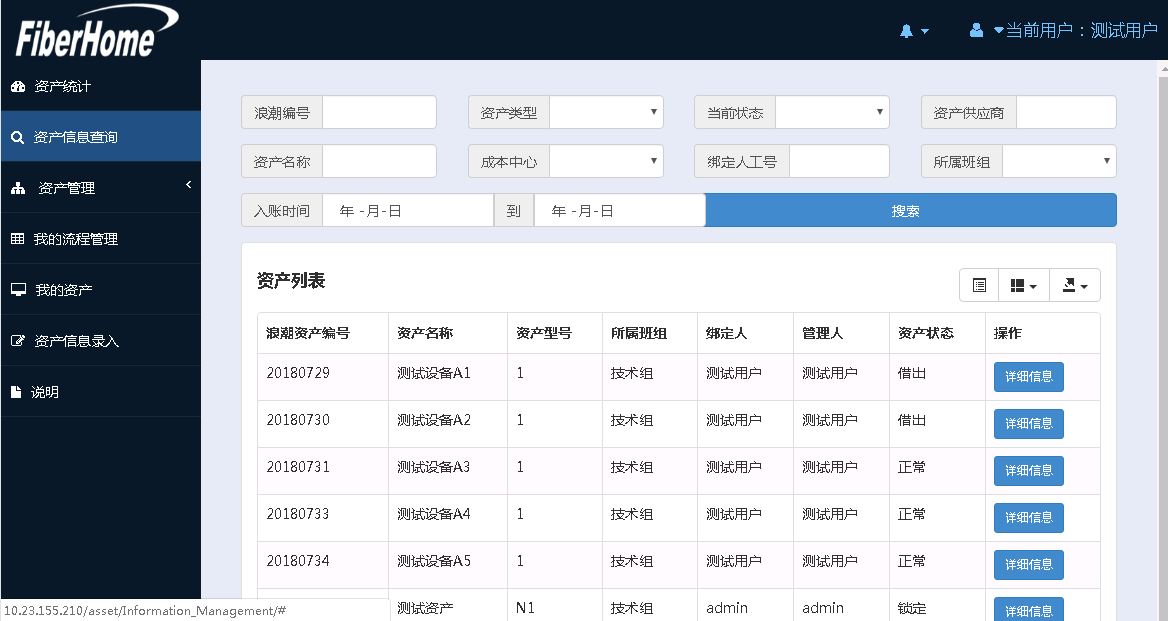 FiberHome
当前用户：测试用户
资产统计
资产信息查询
资产管理
我的流程管理
我的资产
资产信息录入
说明
浪潮编号 资产类型 当前状态 资产供应商
资产名称 成本中心 绑定人工号 所属班组
入账时间 年 -月-日 到 年 -月-日 搜索
资产列表
浪潮资产编号 资产名称 资产型号 所属班组 绑定人 管理人 资产状态 操作
20180729 测试设备A1 1 技术组 测试用户 测试用户 借出 详细信息
20180730 测试设备A2 1 技术组 测试用户 测试用户 借出 详细信息
20180731 测试设备A3 1 技术组 测试用户 测试用户 正常 详细信息
20180733 测试设备A4 1 技术组 测试用户 测试用户 正常 详细信息
20180734 测试设备A5 1 技术组 测试用户 测试用户 正常 详细信息
测试资产 N1 技术组 admin admin 锁定 详细信息
10.23.155.210/asset/Information_Management/#